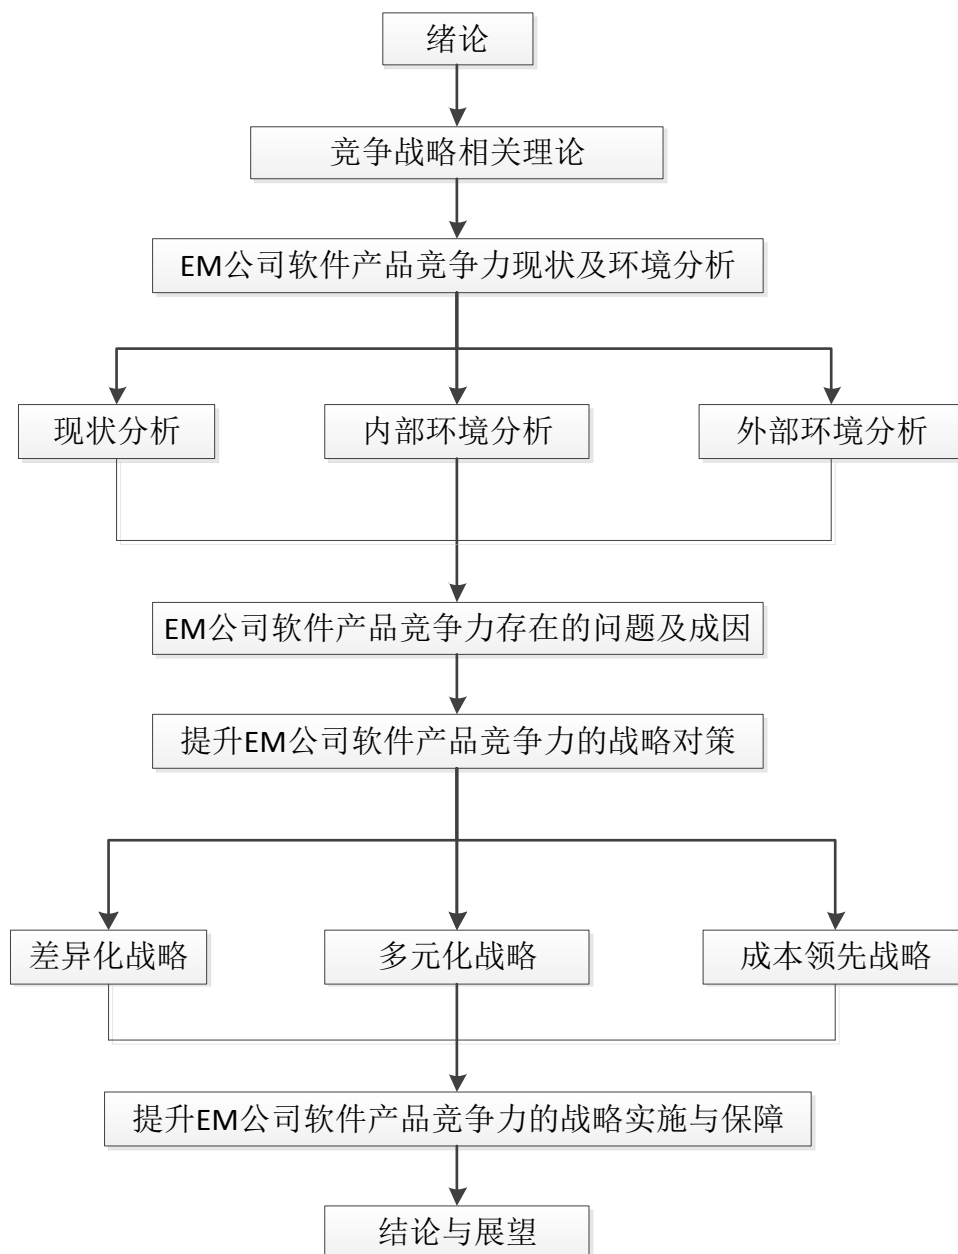 绪论
竞争战略相关理论
EM公司软件产品竞争力现状及环境分析
现状分析
内部环境分析
外部环境分析
EM公司软件产品竞争力存在的问题及成因
提升EM公司软件产品竞争力的战略对策
差异化战略
多元化战略
成本领先战略
提升EM公司软件产品竞争力的战略实施与保障
结论与展望